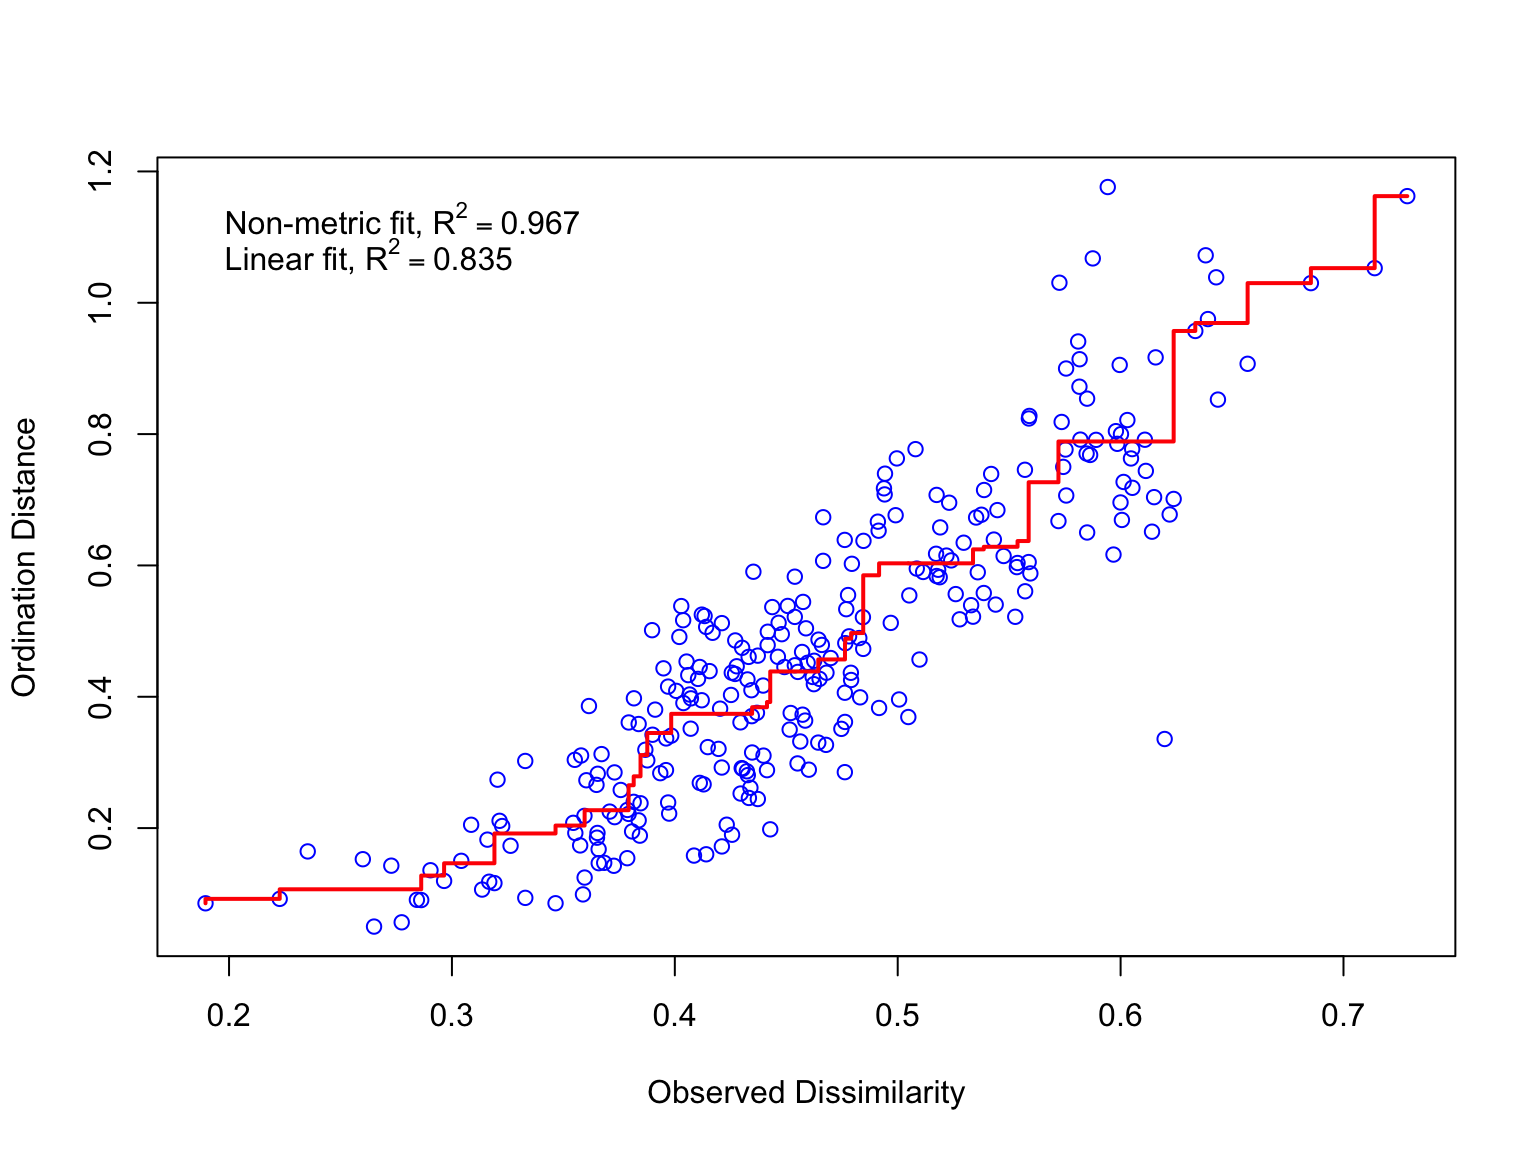 Non-metric fit, R² = 0.967
Linear fit, R² = 0.835
1.2
1.0
0.8
0.6
0.4
0.2
Ordination Distance
0.2 0.3 0.4 0.5 0.6 0.7
Observed Dissimilarity